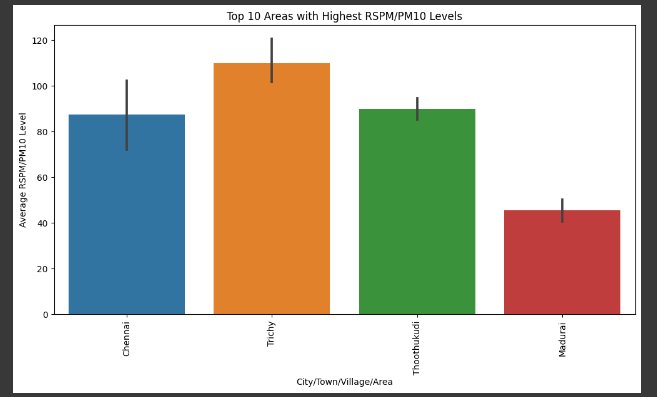 Top 10 Areas with Highest RSPM/PM10 Levels
Average RSPM/PM10 Level
120
100
80
60
40
20
0
Chennai
Trichy
Thoothukudi
Madurai
City/Town/Village/Area